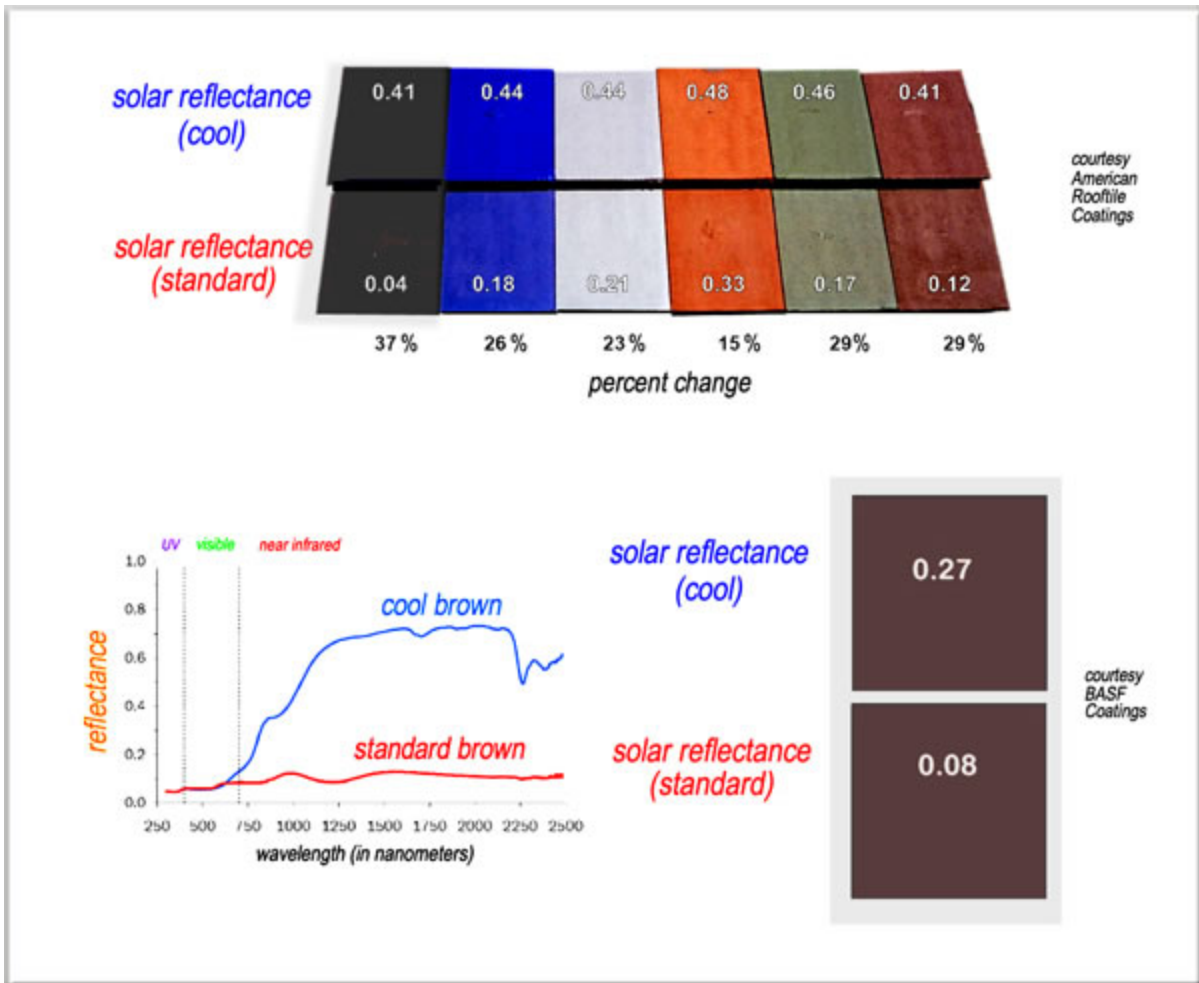 solar reflectance
(cool)
0.41 0.44 0.44 0.48 0.46 0.41
courtesy
American
Rooftile
Coatings
solar reflectance
(standard)
0.04 0.18 0.21 0.33 0.17 0.12
37 % 26 % 23 % 15 % 29% 29 %
percent change
UV visible near infrared
1.0
0.8
0.6
0.4
0.2
0.0
reflectance
cool brown
standard brown
250 500 750 1000 1250 1500 1750 2000 2250 2500
wavelength (in nanometers)
solar reflectance
(cool)
0.27
solar reflectance
(standard)
0.08
courtesy
BASF
Coatings